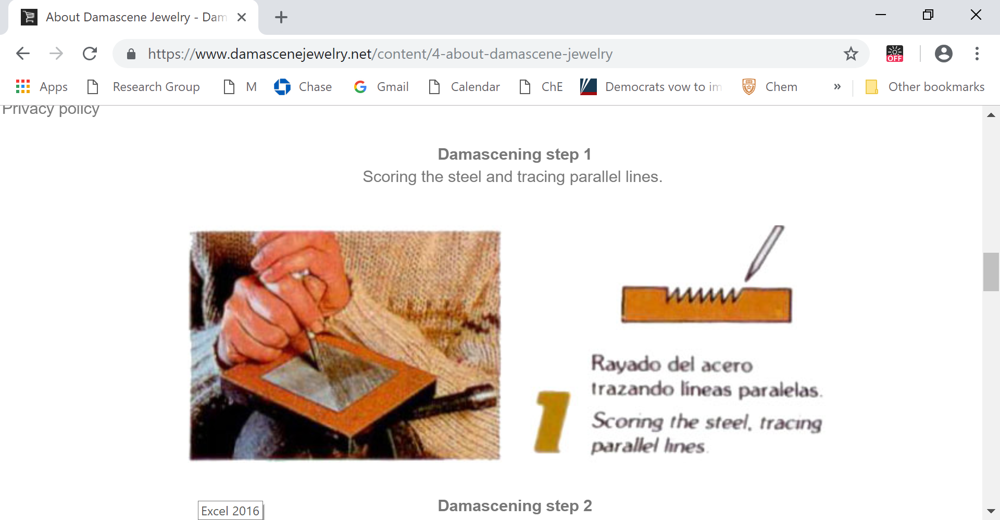 About Damascene Jewelry - Dam
https://www.damascenejewelry.net/content/4-about-damascene-jewelry
OFF
Apps
Research Group
M
Chase
Gmail
Calendar
ChE
Democrats vow to im
Chem
»
Other bookmarks
Privacy policy
Damascening step 1
Scoring the steel and tracing parallel lines.
Rayado del acero
trazando líneas paralelas.
1
Scoring the steel, tracing
parallel lines.
Damascening step 2
Excel 2016